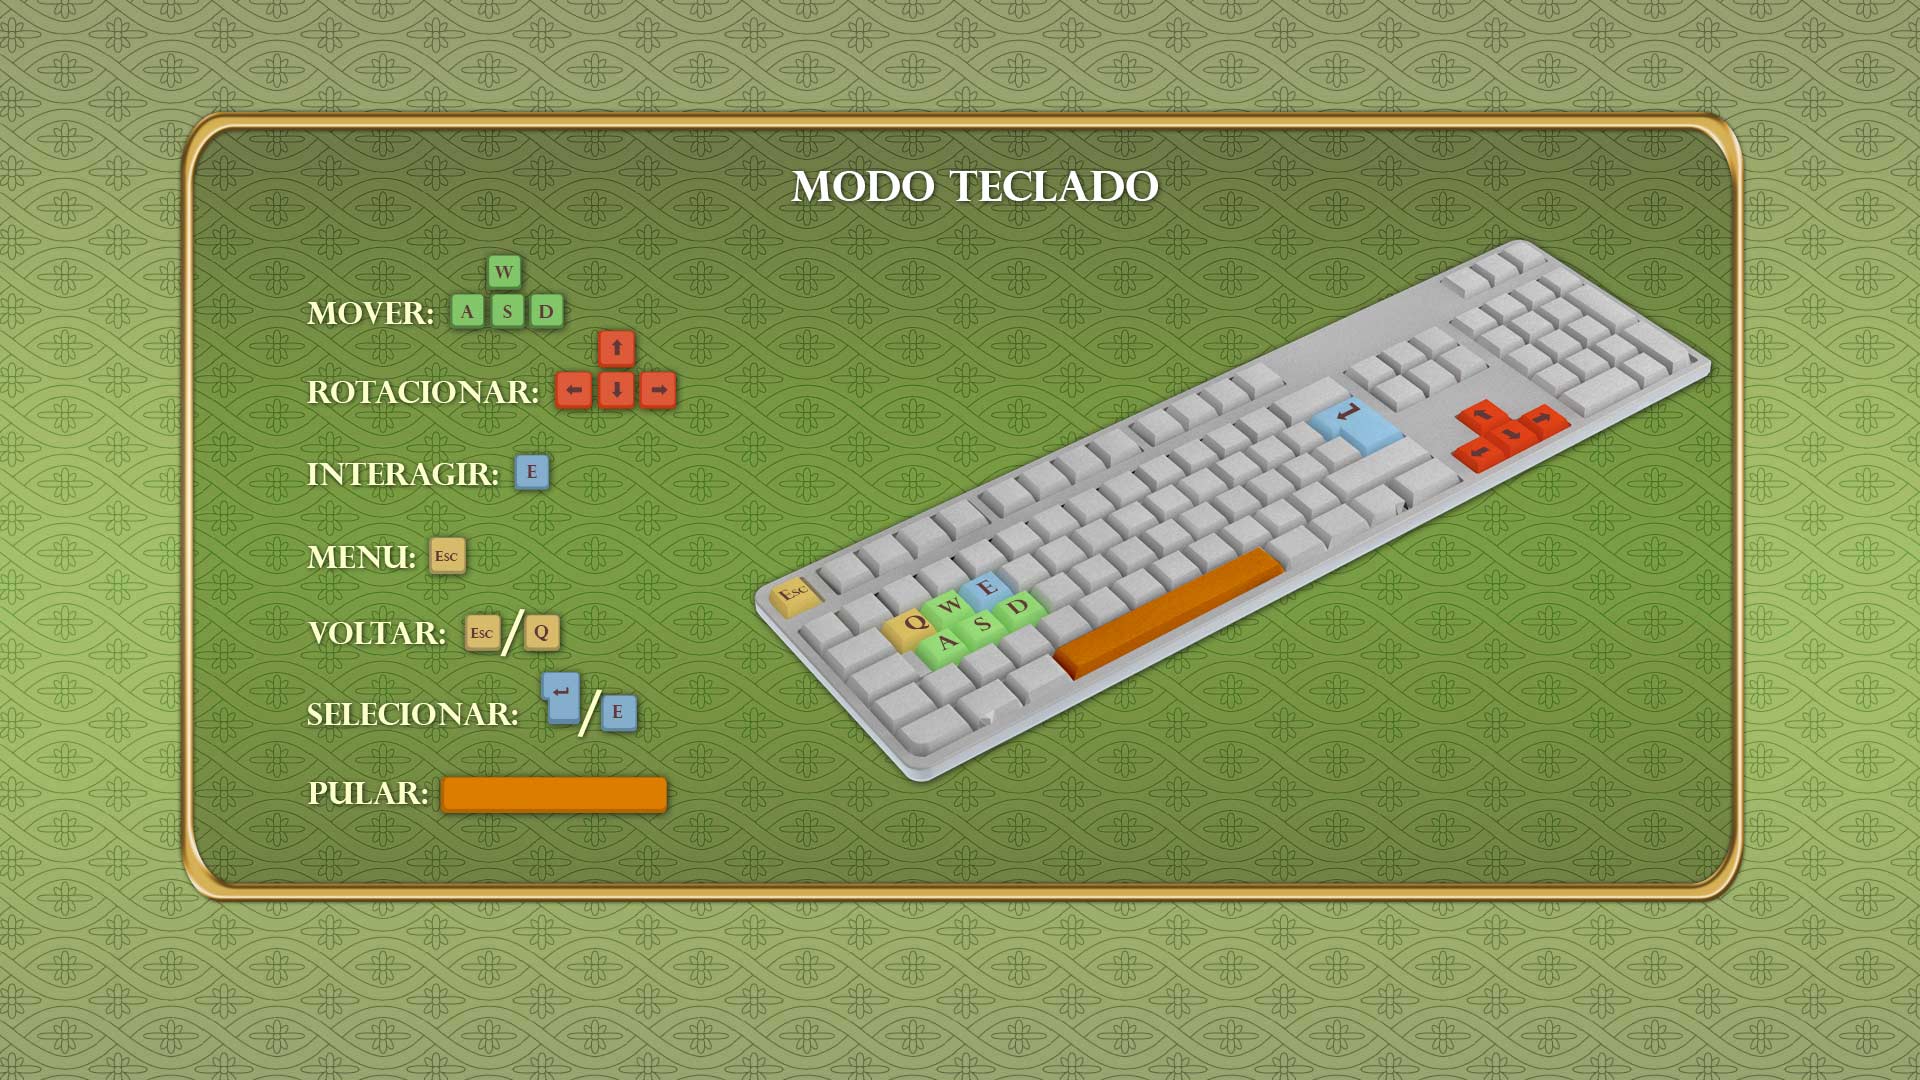 MODO TECLADO
W
MOVER: A S D
↑
ROTACIONAR: ← ↓ →
INTERAGIR: E
MENU: ESC
VOLTAR: ESC / Q
SELECIONAR: ↵ / E
PULAR:
↵
← → ↓ ←
ESC Q W E
A S D